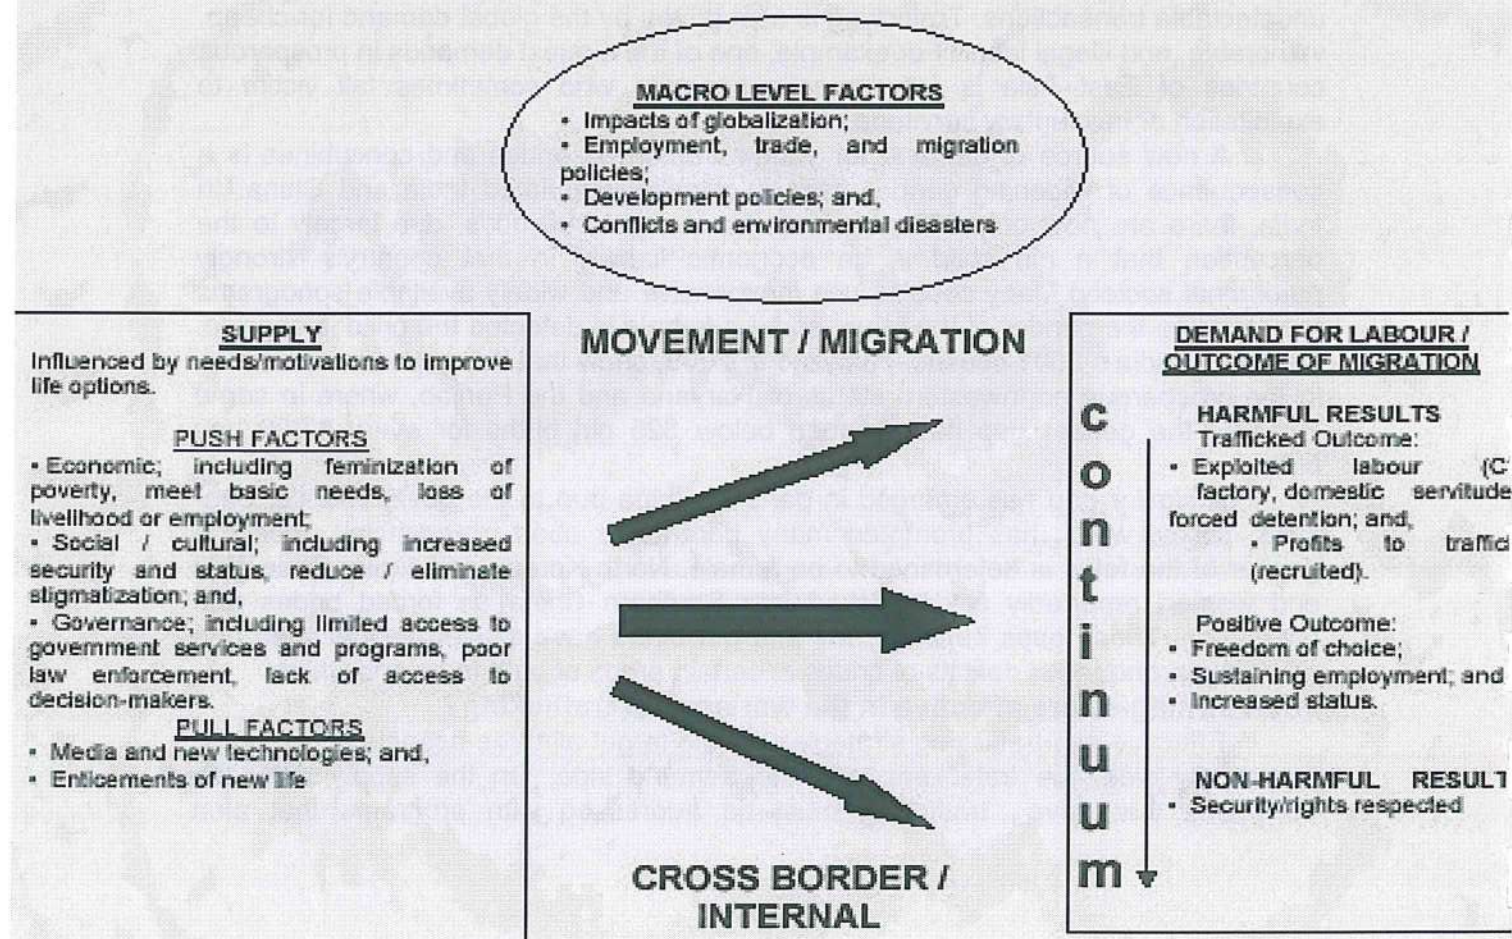 MACRO LEVEL FACTORS
• Impacts of globalization;
• Employment, trade, and migration
policies;
• Development policies; and,
• Conflicts and environmental disasters
SUPPLY
Influenced by needs/motivations to improve
life options.
PUSH FACTORS
• Economic; including feminization of
poverty, meet basic needs, loss of
livelihood or employment;
• Social / cultural; including increased
security and status, reduce / eliminate
stigmatization; and,
• Governance; including limited access to
government services and programs, poor
law enforcement, lack of access to
decision-makers.
PULL FACTORS
• Media and new technologies; and,
• Enticements of new life
MOVEMENT / MIGRATION
CROSS BORDER /
INTERNAL
DEMAND FOR LABOUR /
OUTCOME OF MIGRATION
Continuum
HARMFUL RESULTS
Trafficked Outcome:
• Exploited labour (C
factory, domestic servitude
forced detention; and,
• Profits to traffic
(recruited).
Positive Outcome:
• Freedom of choice;
• Sustaining employment; and
• Increased status.
NON-HARMFUL RESULT
• Security/rights respected